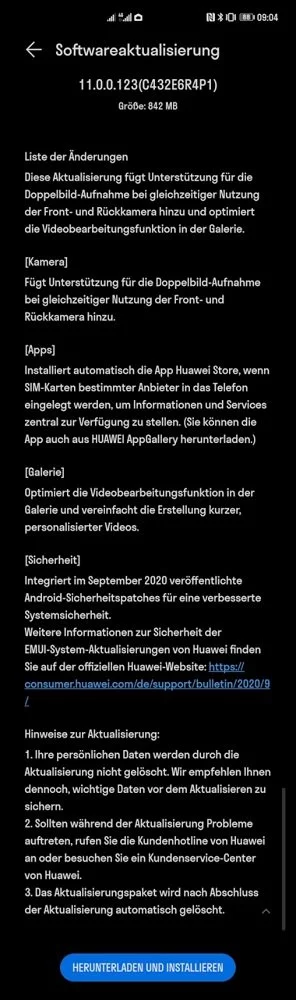 09:04
Softwareaktualisierung
11.0.0.123(C432E6R4P1)
Größe: 842 MB
Liste der Änderungen
Diese Aktualisierung fügt Unterstützung für die
Doppelbild-Aufnahme bei gleichzeitiger Nutzung
der Front- und Rückkamera hinzu und optimiert
die Videobearbeitungsfunktion in der Galerie.
[Kamera]
Fügt Unterstützung für die Doppelbild-Aufnahme
bei gleichzeitiger Nutzung der Front- und
Rückkamera hinzu.
[Apps]
Installiert automatisch die App Huawei Store, wenn
SIM-Karten bestimmter Anbieter in das Telefon
eingelegt werden, um Informationen und Services
zentral zur Verfügung zu stellen. (Sie können die
App auch aus HUAWEI AppGallery herunterladen.)
[Galerie]
Optimiert die Videobearbeitungsfunktion in der
Galerie und vereinfacht die Erstellung kurzer,
personalisierter Videos.
[Sicherheit]
Integriert im September 2020 veröffentlichte
Android-Sicherheitspatches für eine verbesserte
Systemsicherheit.
Weitere Informationen zur Sicherheit der
EMUI-System-Aktualisierungen von Huawei finden
Sie auf der offiziellen Huawei-Website: https://
consumer.huawei.com/de/support/bulletin/2020/9
/
Hinweise zur Aktualisierung:
1. Ihre persönlichen Daten werden durch die
Aktualisierung nicht gelöscht. Wir empfehlen Ihnen
dennoch, wichtige Daten vor dem Aktualisieren zu
sichern.
2. Sollten während der Aktualisierung Probleme
auftreten, rufen Sie die Kundenhotline von Huawei
an oder besuchen Sie ein Kundenservice-Center
von Huawei.
3. Das Aktualisierungspaket wird nach Abschluss
der Aktualisierung automatisch gelöscht.
HERUNTERLADEN UND INSTALLIEREN